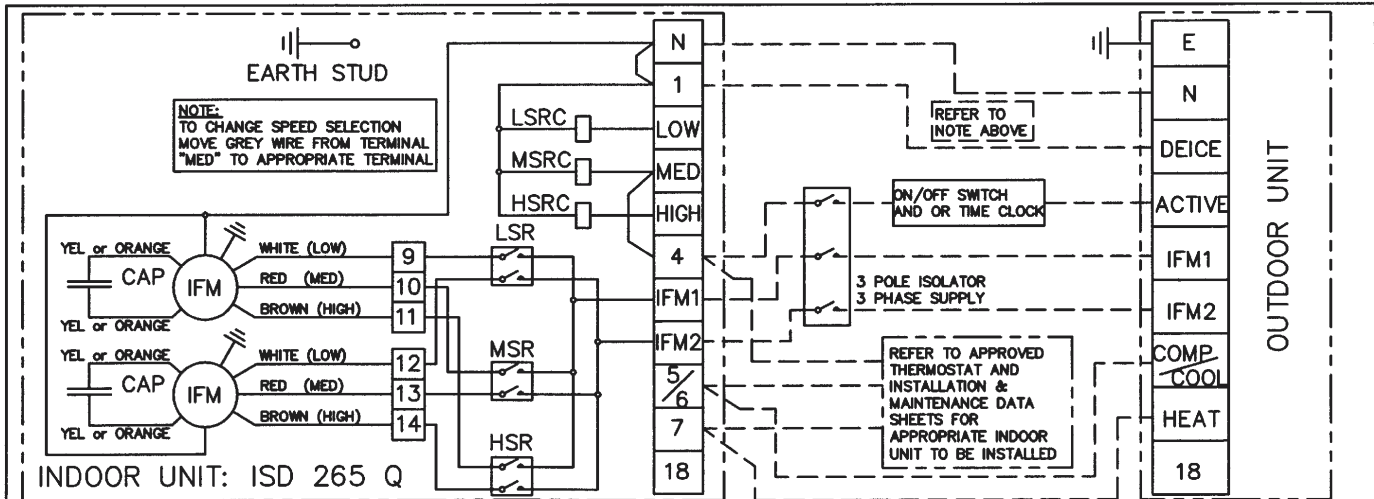 EARTH STUD
NOTE:
TO CHANGE SPEED SELECTION
MOVE GREY WIRE FROM TERMINAL
"MED" TO APPROPRIATE TERMINAL
LSRC
MSRC
HSRC
N
1
LOW
MED
HIGH
4
IFM1
IFM2
5/6
7
18
YEL or ORANGE
CAP
YEL or ORANGE
IFM
WHITE (LOW)
RED (MED)
BROWN (HIGH)
9
10
11
YEL or ORANGE
CAP
YEL or ORANGE
IFM
WHITE (LOW)
RED (MED)
BROWN (HIGH)
12
13
14
LSR
MSR
HSR
INDOOR UNIT: ISD 265 Q
REFER TO
NOTE ABOVE
ON/OFF SWITCH
AND OR TIME CLOCK
3 POLE ISOLATOR
3 PHASE SUPPLY
REFER TO APPROVED
THERMOSTAT AND
INSTALLATION &
MAINTENANCE DATA
SHEETS FOR
APPROPRIATE INDOOR
UNIT TO BE INSTALLED
E
N
DEICE
ACTIVE
IFM1
IFM2
COMP/COOL
HEAT
18
OUTDOOR UNIT